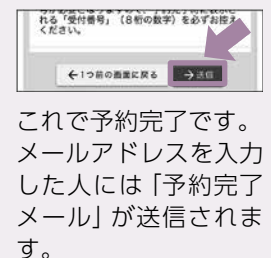 れる「受付番号」（8桁の数字）を必ずお控え
ください。
←1つ前の画面に戻る →送信
これで予約完了です。
メールアドレスを入力
した人には「予約完了
メール」が送信されま
す。